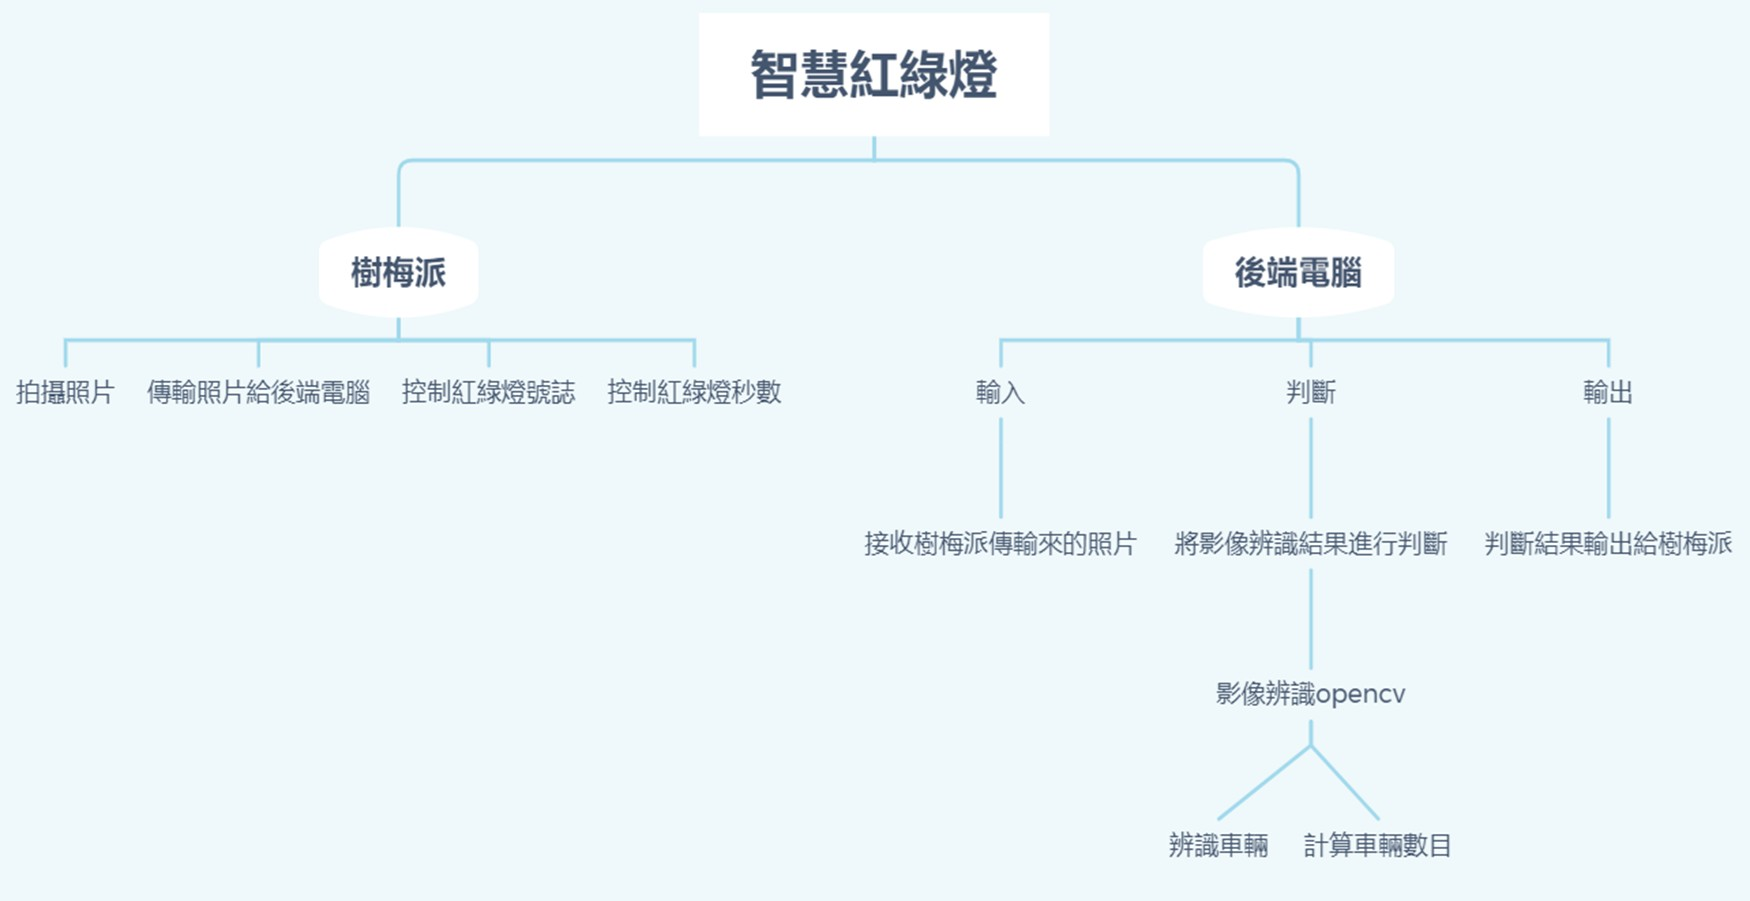 智慧紅綠燈
樹梅派
後端電腦
拍攝照片
傳輸照片給後端電腦
控制紅綠燈號誌
控制紅綠燈秒數
輸入
判斷
輸出
接收樹梅派傳輸來的照片
將影像辨識結果進行判斷
判斷結果輸出給樹梅派
影像辨識opencv
辨識車輛
計算車輛數目